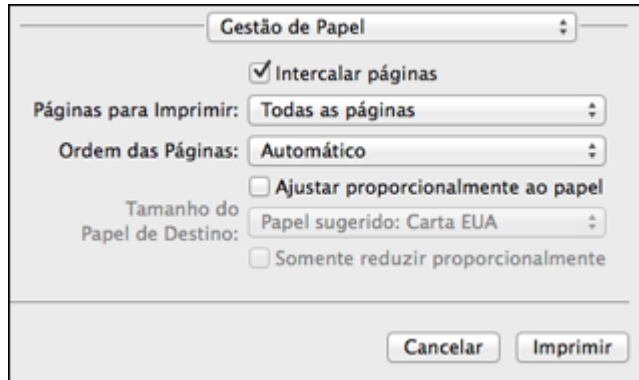 Gestão de Papel
Intercalar páginas
Páginas para Imprimir: Todas as páginas
Ordem das Páginas: Automático
Ajustar proporcionalmente ao papel
Tamanho do
Papel de Destino: Papel sugerido: Carta EUA
Somente reduzir proporcionalmente
Cancelar Imprimir